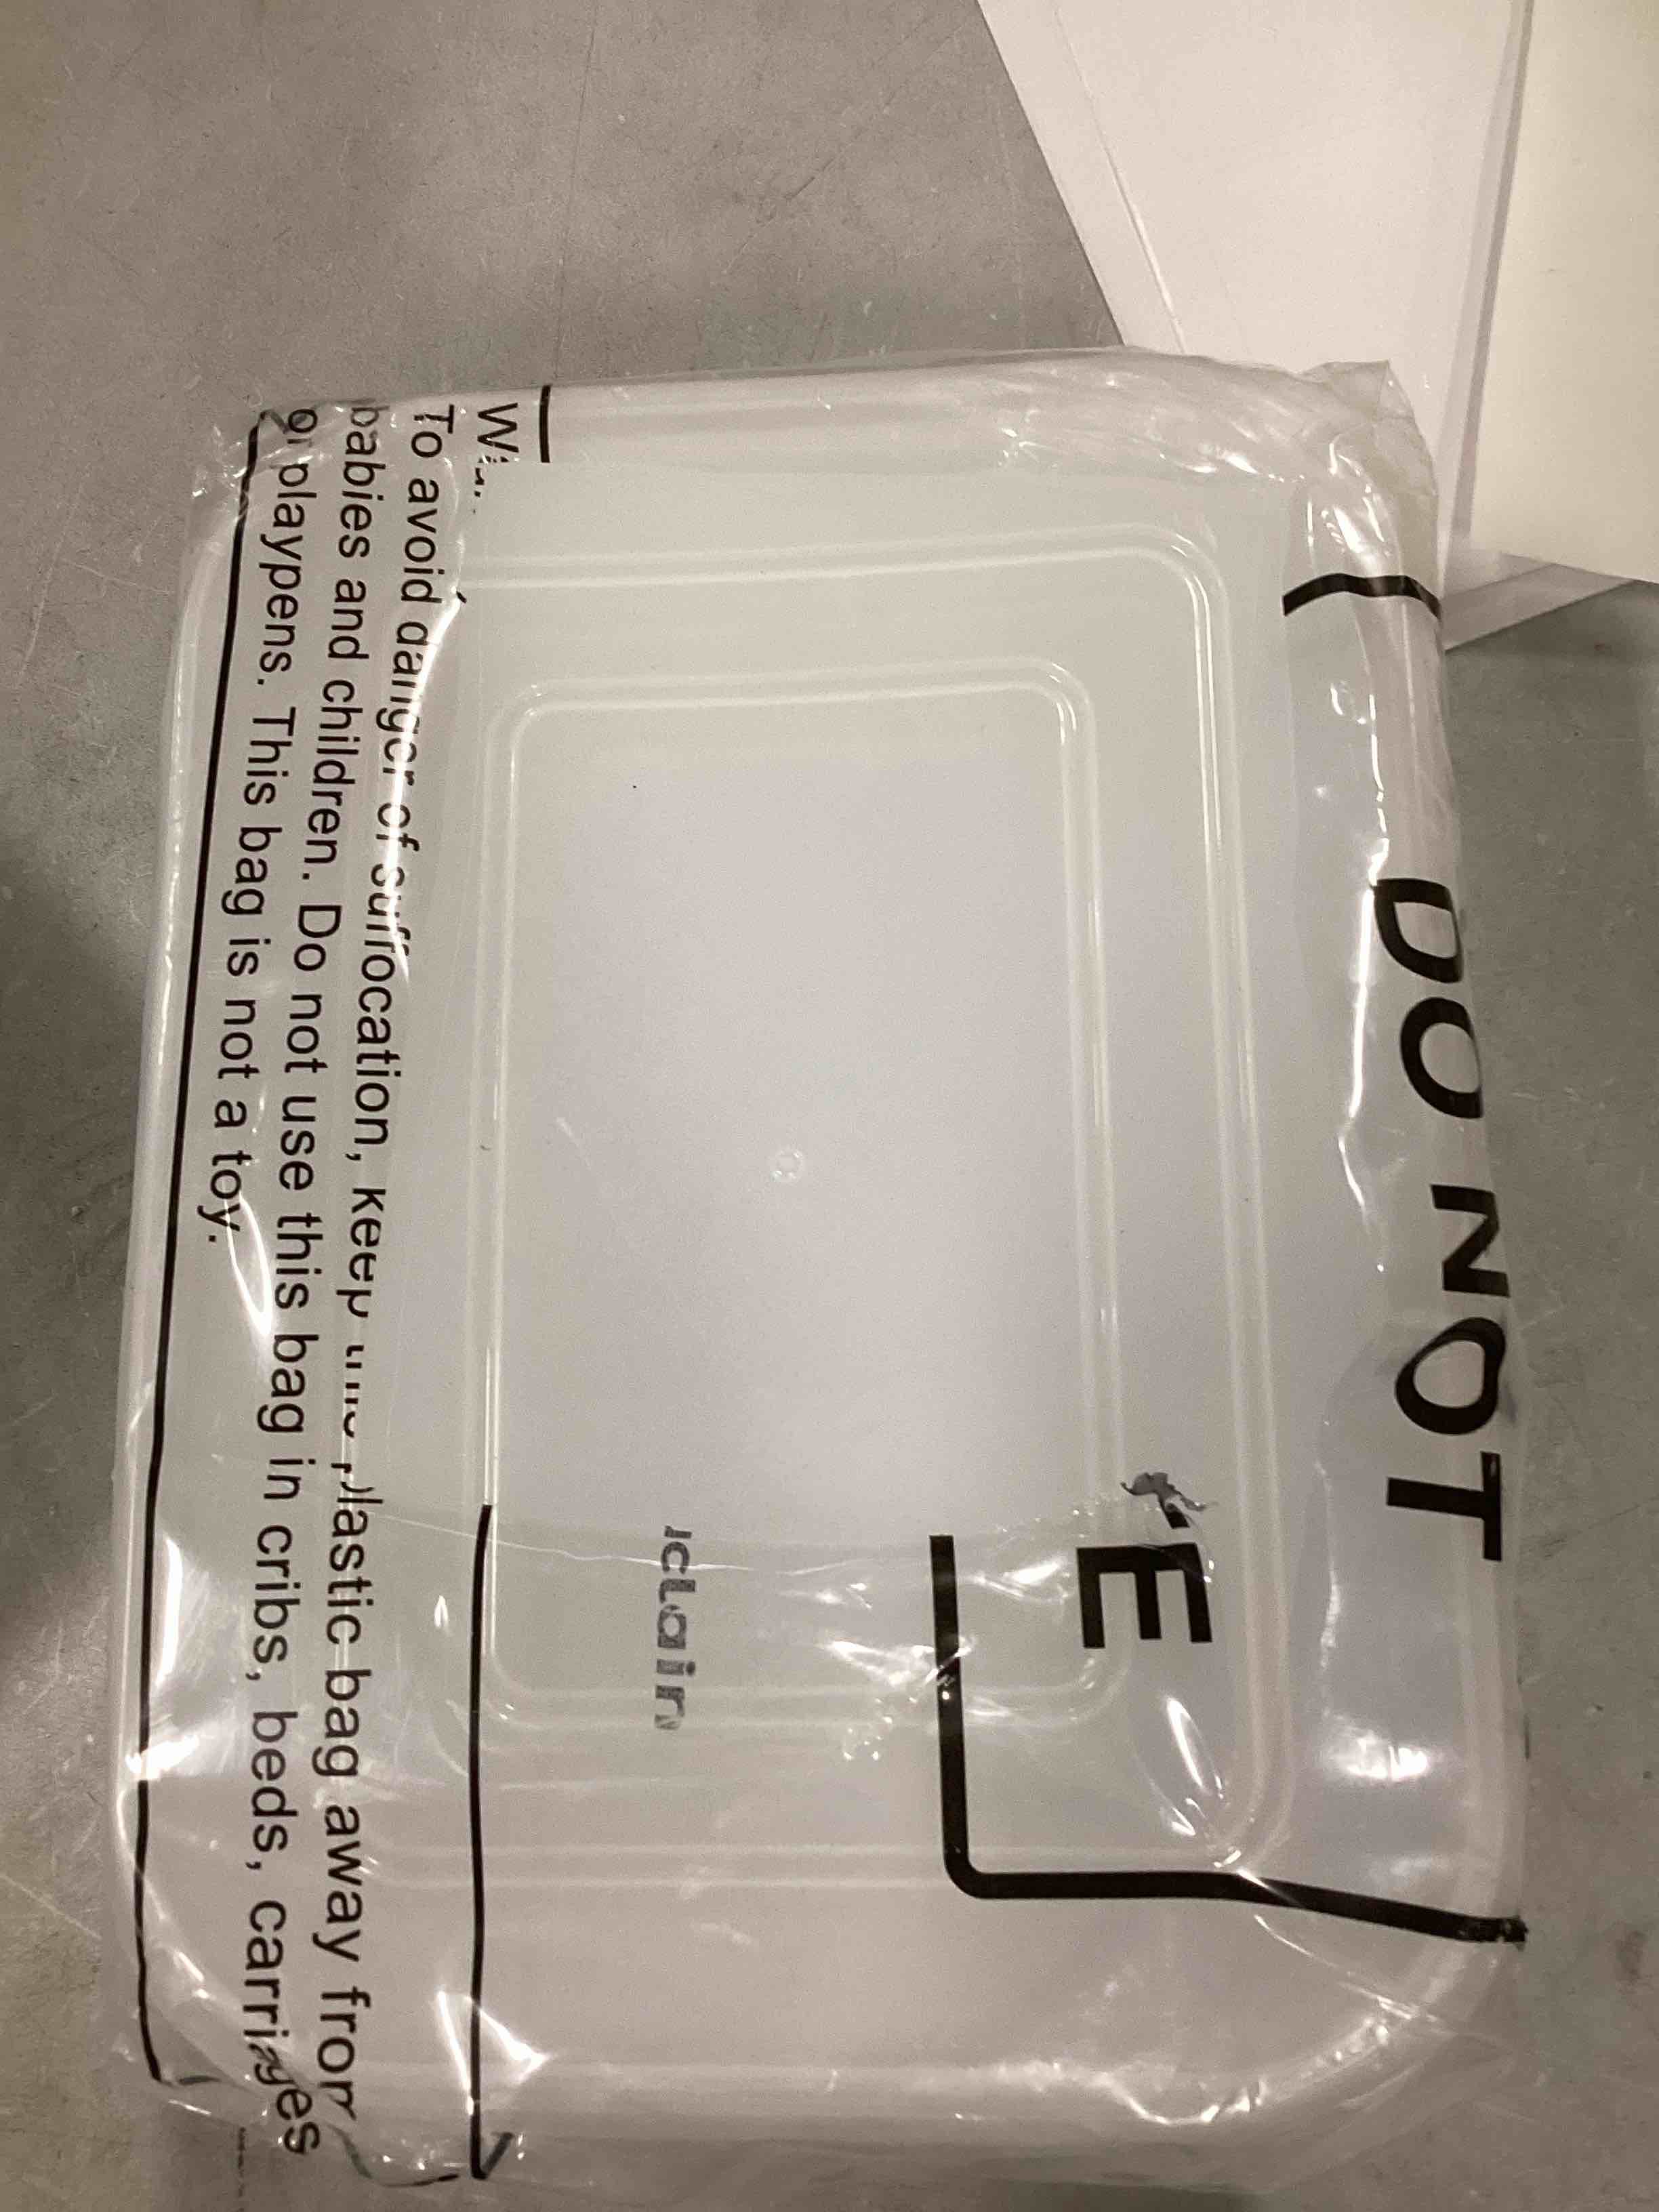 DO NOT
E
To avoid danger of suffocation, keep plastic bag away from
babies and children. Do not use this bag in cribs, beds, carriages
or playpens. This bag is not a toy.